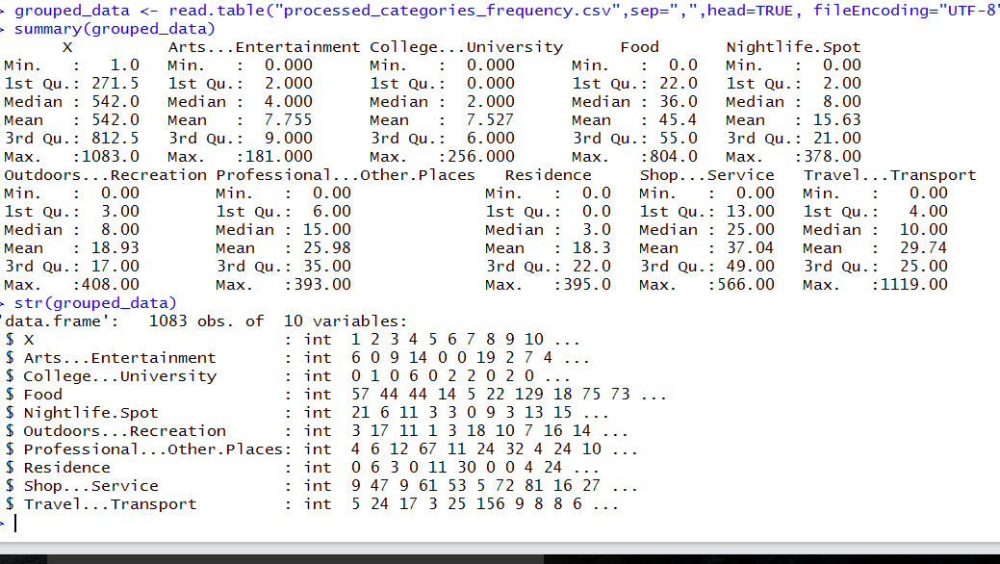 > grouped_data <- read.table("processed_categories_frequency.csv",sep=",",head=TRUE, fileEncoding="UTF-8"
> summary(grouped_data)
       X          Arts...Entertainment College...University      Food       Nightlife.Spot
Min.   :   1.0   Min.   :  0.000      Min.   :  0.000      Min.   :  0.0   Min.   :  0.00
1st Qu.: 271.5   1st Qu.:  2.000      1st Qu.:  0.000      1st Qu.: 22.0   1st Qu.:  2.00
Median : 542.0   Median :  4.000      Median :  2.000      Median : 36.0   Median :  8.00
Mean   : 542.0   Mean   :  7.755      Mean   :  7.527      Mean   : 45.4   Mean   : 15.63
3rd Qu.: 812.5   3rd Qu.:  9.000      3rd Qu.:  6.000      3rd Qu.: 55.0   3rd Qu.: 21.00
Max.   :1083.0   Max.   :181.000      Max.   :256.000      Max.   :804.0   Max.   :378.00
Outdoors...Recreation Professional...Other.Places   Residence     Shop...Service   Travel...Transport
Min.   :  0.00        Min.   :  0.00              Min.   :  0.0   Min.   :  0.00   Min.   :   0.00
1st Qu.:  3.00        1st Qu.:  6.00              1st Qu.:  0.0   1st Qu.: 13.00   1st Qu.:   4.00
Median :  8.00        Median : 15.00              Median :  3.0   Median : 25.00   Median :  10.00
Mean   : 18.93        Mean   : 25.98              Mean   : 18.3   Mean   : 37.04   Mean   :  29.74
3rd Qu.: 17.00        3rd Qu.: 35.00              3rd Qu.: 22.0   3rd Qu.: 49.00   3rd Qu.:  25.00
Max.   :408.00        Max.   :393.00              Max.   :395.0   Max.   :566.00   Max.   :1119.00
> str(grouped_data)
'data.frame':   1083 obs. of  10 variables:
$ X                          : int  1 2 3 4 5 6 7 8 9 10 ...
$ Arts...Entertainment       : int  6 0 9 14 0 0 19 2 7 4 ...
$ College...University       : int  0 1 0 6 0 2 2 0 2 0 ...
$ Food                       : int  57 44 44 14 5 22 129 18 75 73 ...
$ Nightlife.Spot             : int  21 6 11 3 3 0 9 3 13 15 ...
$ Outdoors...Recreation      : int  3 17 11 1 3 18 10 7 16 14 ...
$ Professional...Other.Places: int  4 6 12 67 11 24 32 4 24 10 ...
$ Residence                  : int  0 6 3 0 11 30 0 0 4 24 ...
$ Shop...Service             : int  9 47 9 61 53 5 72 81 16 27 ...
$ Travel...Transport         : int  5 24 17 3 25 156 9 8 8 6 ...
>